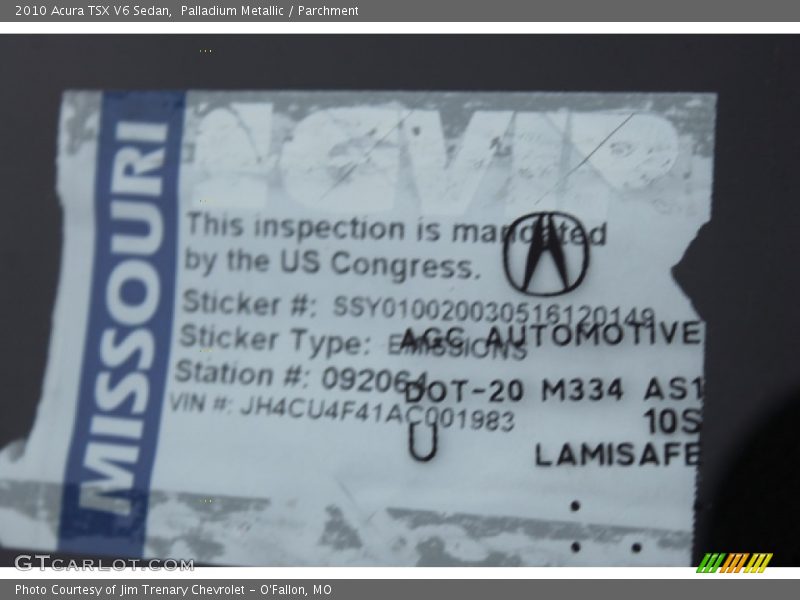 2010 Acura TSX V6 Sedan, Palladium Metallic / Parchment
GVIP
MISSOURI
This inspection is mandated
by the US Congress.
Sticker #: SSY010020030516120149
Sticker Type: EMISSIONS
AGC AUTOMOTIVE
Station #: 092064
DOT-20 M334 AS1
VIN #: JH4CU4F41AC001983
10S
U
LAMISAFE
GTCARLOT.COM
Photo Courtesy of Jim Trenary Chevrolet - O'Fallon, MO